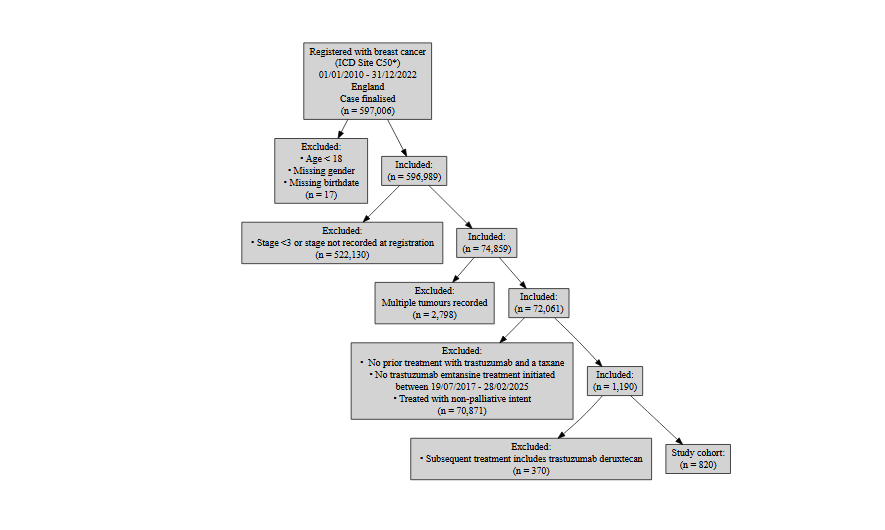 Registered with breast cancer
(ICD Site C50*)
01/01/2010 - 31/12/2022
England
Case finalised
(n = 597,006)
Excluded:
• Age < 18
• Missing gender
• Missing birthdate
(n = 17)
Included:
(n = 596,989)
Excluded:
• Stage <3 or stage not recorded at registration
(n = 522,130)
Included:
(n = 74,859)
Excluded:
Multiple tumours recorded
(n = 2,798)
Included:
(n = 72,061)
Excluded:
• No prior treatment with trastuzumab and a taxane
• No trastuzumab emtansine treatment initiated
between 19/07/2017 - 28/02/2025
• Treated with non-palliative intent
(n = 70,871)
Included:
(n = 1,190)
Excluded:
• Subsequent treatment includes trastuzumab deruxtecan
(n = 370)
Study cohort:
(n = 820)